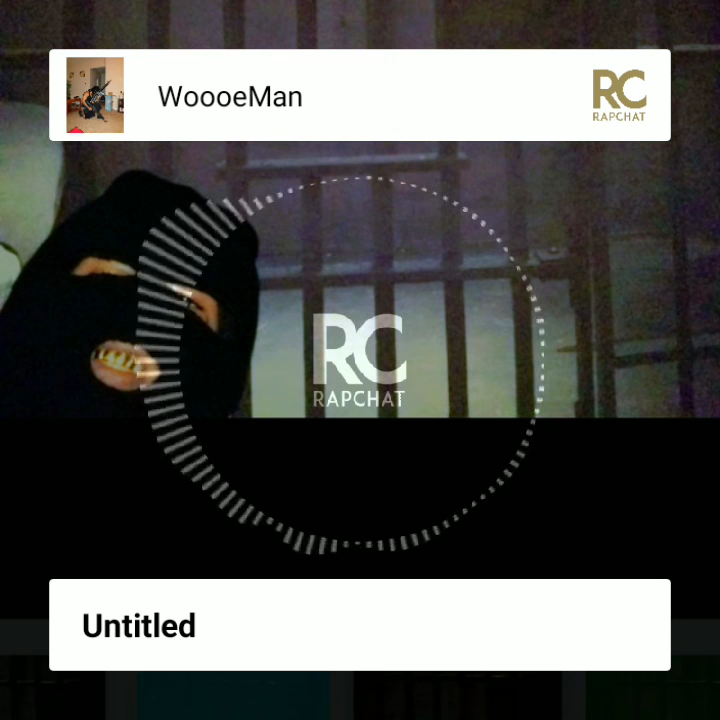 WoooeMan
RC
RAPCHAT
RC
RAPCHAT
Untitled